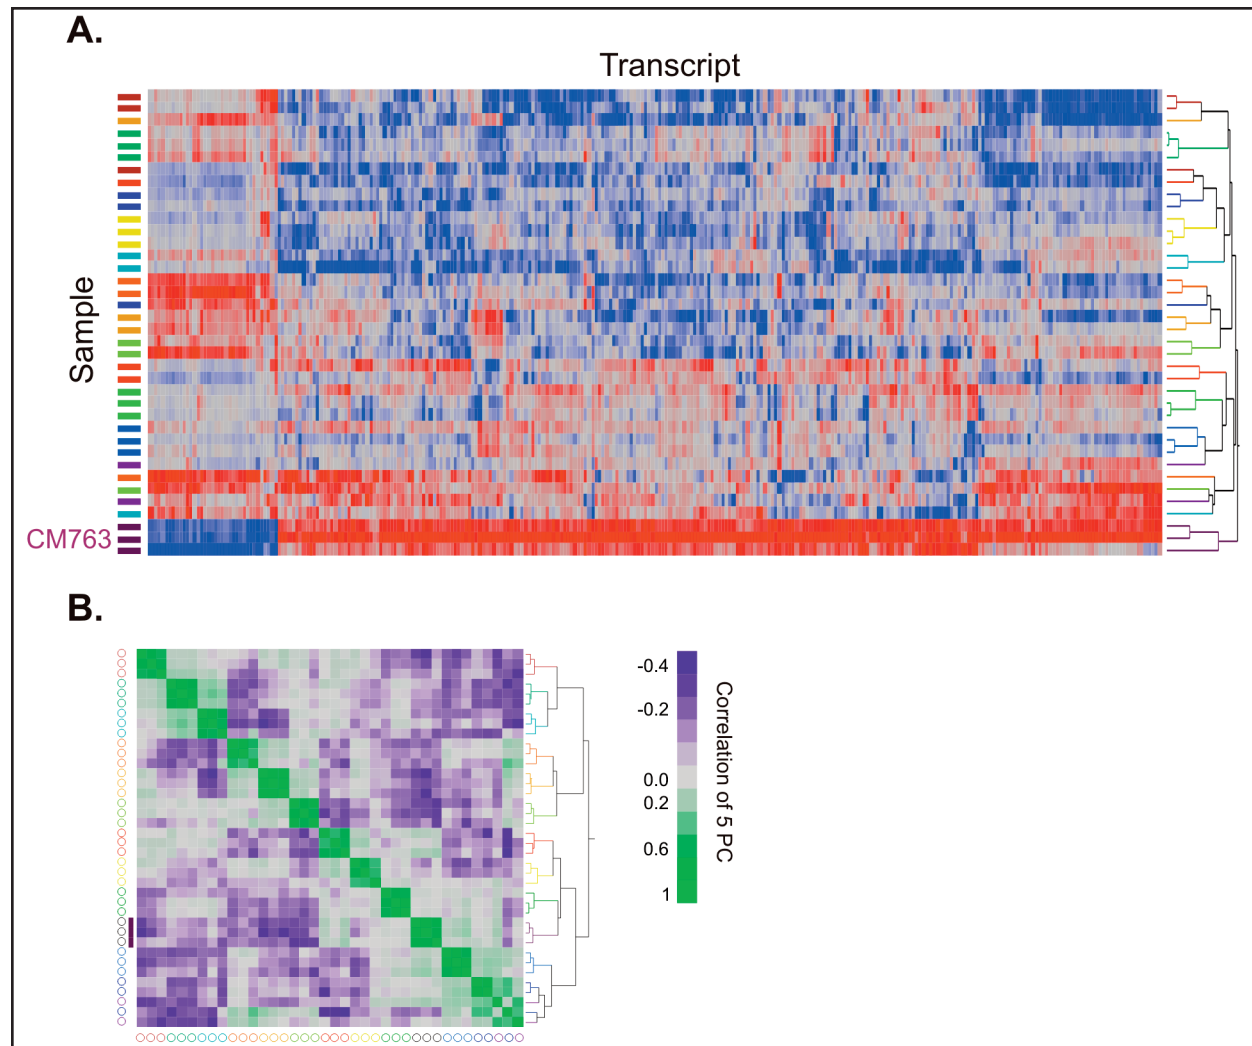 A.
Transcript
Sample
CM763
B.
-0.4
-0.2
0.0
0.2
0.6
1
Correlation of 5 PC